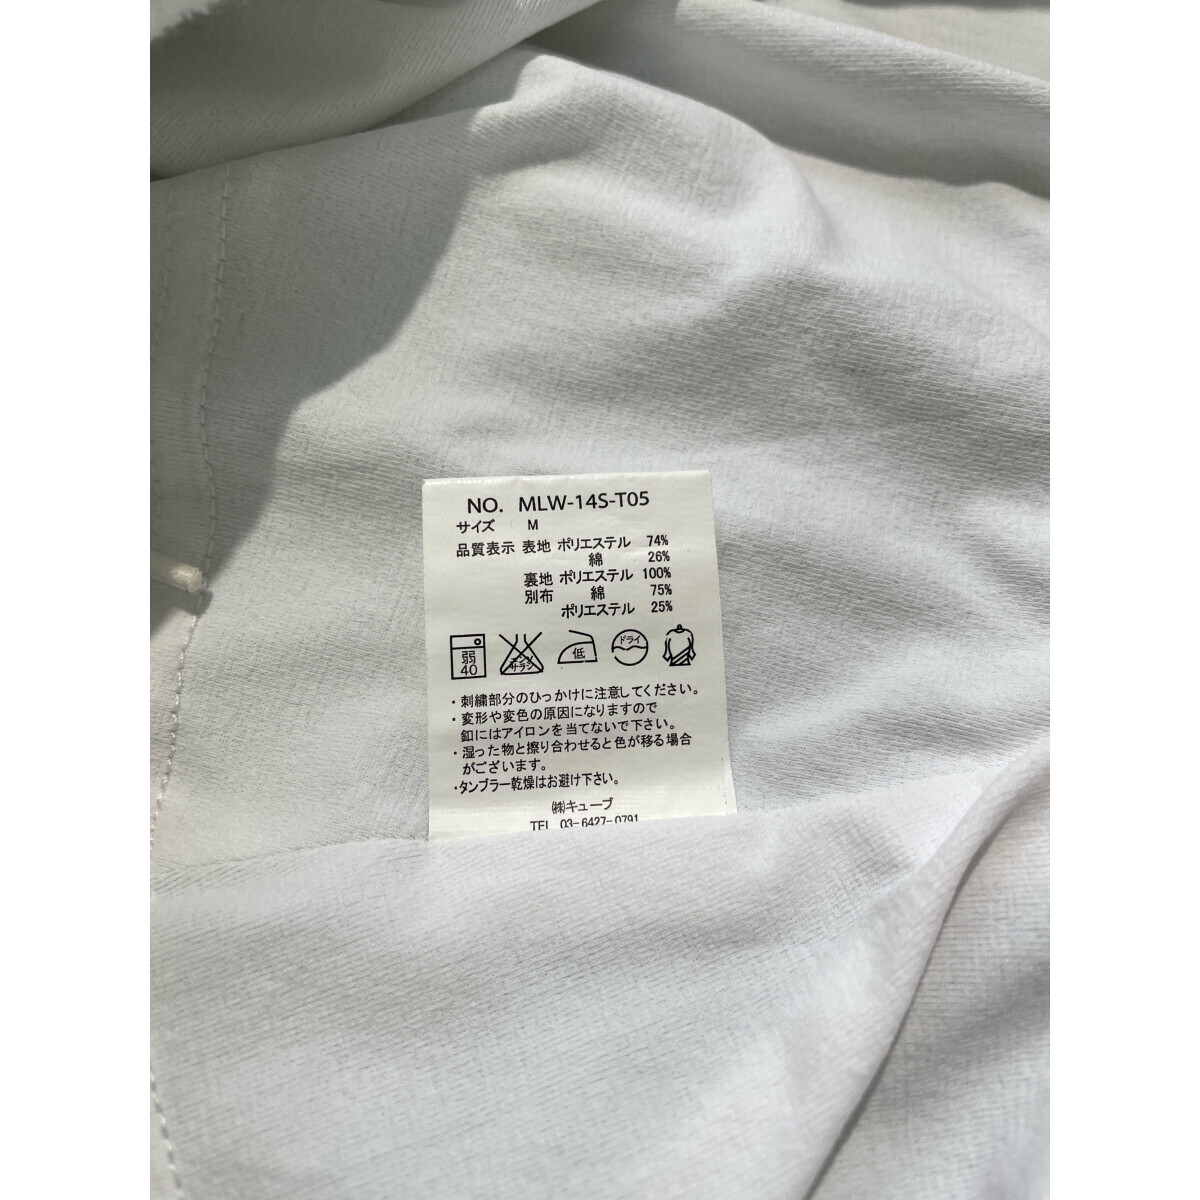 NO. MLW-14S-T05
サイズ M
品質表示 表地 ポリエステル 74%
綿 26%
裏地 ポリエステル 100%
別布 綿 75%
ポリエステル 25%
弱 40 エンソ サラシ 低 ドライ
・刺繍部分のひっかけに注意してください。
・変形や変色の原因になりますので
釦にはアイロンを当てないで下さい。
・湿った物と擦り合わせると色が移る場合
がございます。
・タンブラー乾燥はお避け下さい。
㈱キューブ
TEL 03-6427-0791